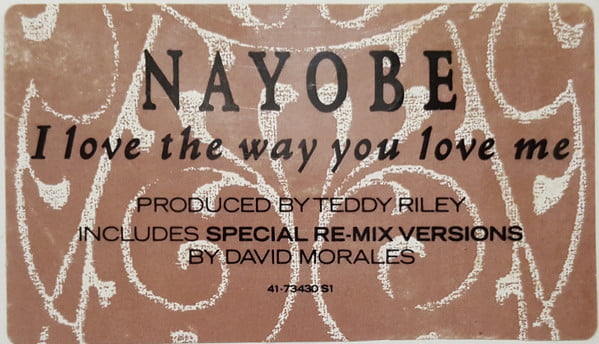 NAYOBE
I love the way you love me
PRODUCED BY TEDDY RILEY
INCLUDES SPECIAL RE-MIX VERSIONS
BY DAVID MORALES
41-73430 S1